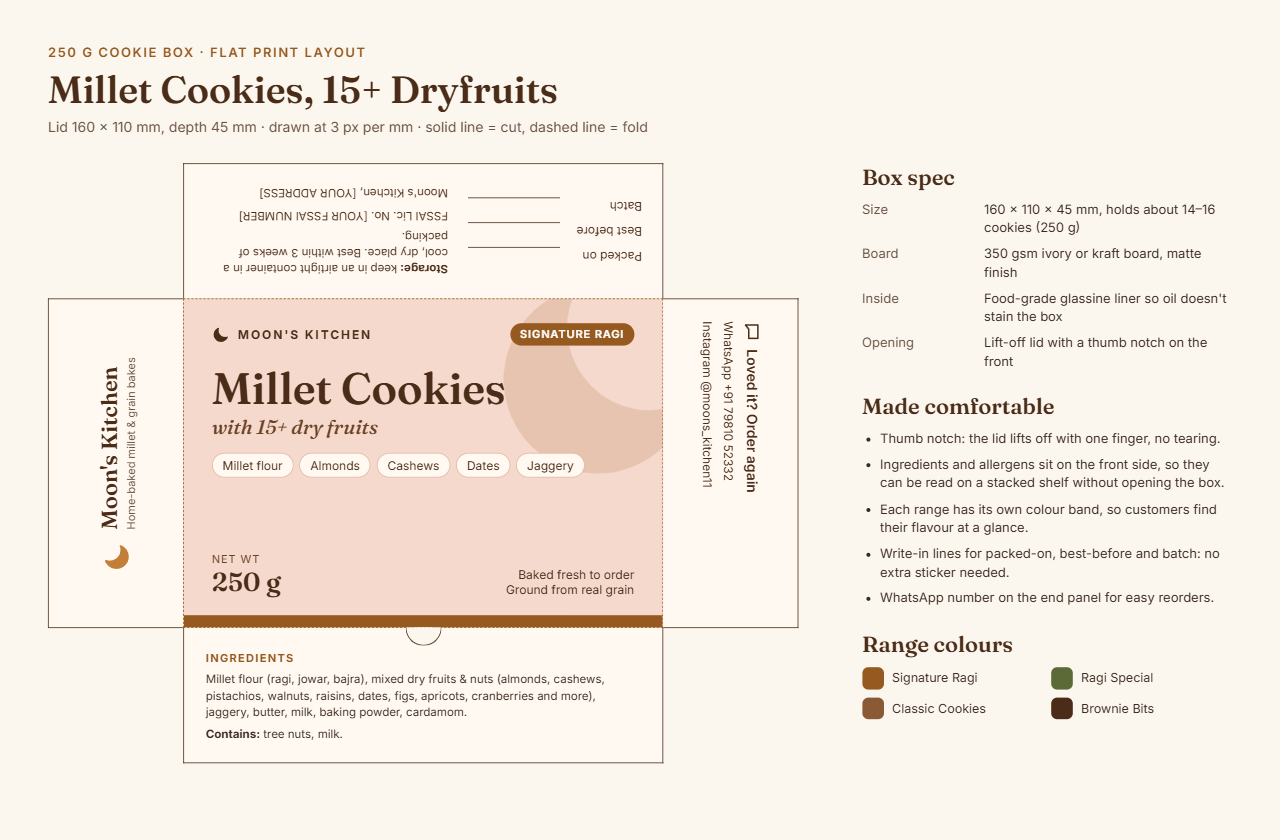 250 G COOKIE BOX · FLAT PRINT LAYOUT
Millet Cookies, 15+ Dryfruits
Lid 160 × 110 mm, depth 45 mm · drawn at 3 px per mm · solid line = cut, dashed line = fold
Storage: keep in an airtight container in a
cool, dry place. Best within 3 weeks of
packing.
FSSAI Lic. No. [YOUR FSSAI NUMBER]
Moon's Kitchen, [YOUR ADDRESS]
Packed on
Best before
Batch
Moon's Kitchen
Home-baked millet & grain bakes
MOON'S KITCHEN
SIGNATURE RAGI
Millet Cookies
with 15+ dry fruits
Millet flour
Almonds
Cashews
Dates
Jaggery
NET WT
250 g
Baked fresh to order
Ground from real grain
Loved it? Order again
WhatsApp +91 79810 52332
Instagram @moons_kitchen11
INGREDIENTS
Millet flour (ragi, jowar, bajra), mixed dry fruits & nuts (almonds, cashews,
pistachios, walnuts, raisins, dates, figs, apricots, cranberries and more),
jaggery, butter, milk, baking powder, cardamom.
Contains: tree nuts, milk.
Box spec
Size
160 × 110 × 45 mm, holds about 14–16
cookies (250 g)
Board
350 gsm ivory or kraft board, matte
finish
Inside
Food-grade glassine liner so oil doesn't
stain the box
Opening
Lift-off lid with a thumb notch on the
front
Made comfortable
• Thumb notch: the lid lifts off with one finger, no tearing.
• Ingredients and allergens sit on the front side, so they
can be read on a stacked shelf without opening the box.
• Each range has its own colour band, so customers find
their flavour at a glance.
• Write-in lines for packed-on, best-before and batch: no
extra sticker needed.
• WhatsApp number on the end panel for easy reorders.
Range colours
Signature Ragi
Ragi Special
Classic Cookies
Brownie Bits